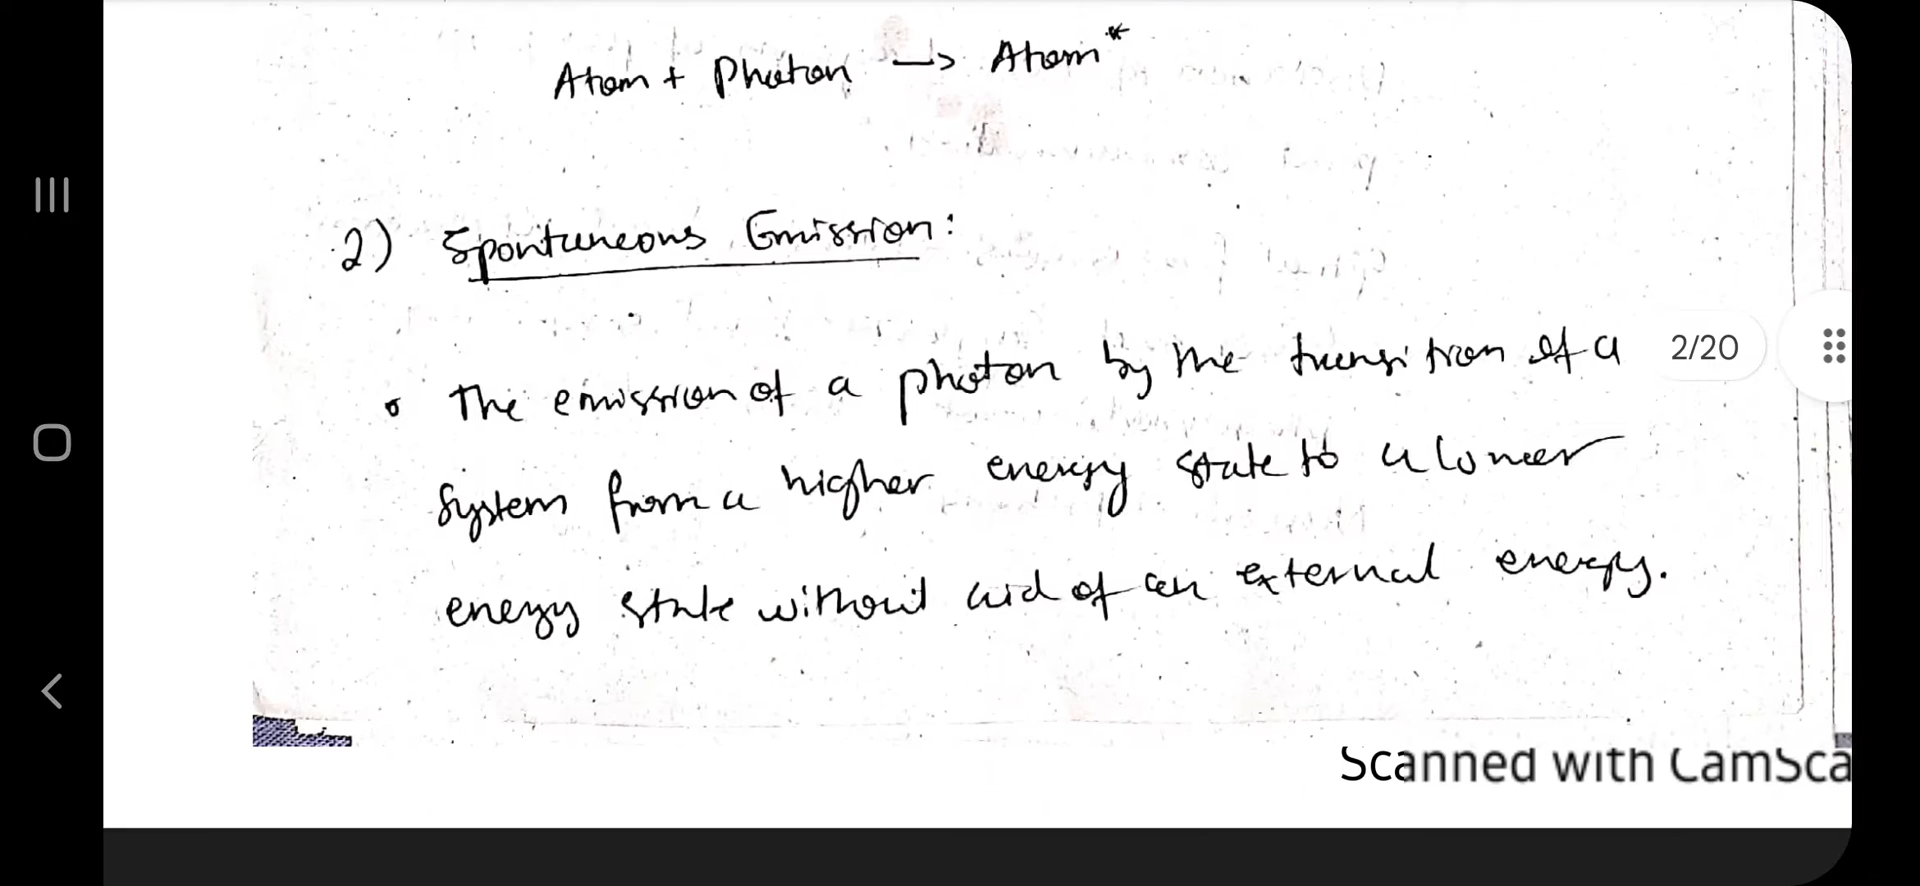 Atom + Photon → Atom*
2) Spontaneous Emission:
• The emission of a photon by the transition of a
2/20
system from a higher energy state to a lower
energy state without aid of an external energy.
Scanned with CamSca